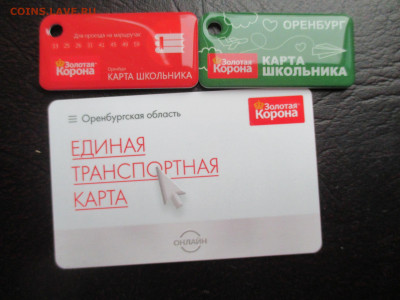 COINS.LAVE.RU
Для проезда на маршрутах:
Золотая Корона
Оренбург
КАРТА ШКОЛЬНИКА
ОРЕНБУРГ
Золотая Корона
КАРТА
ШКОЛЬНИКА
Оренбургская область
Золотая Корона
ЕДИНАЯ
ТРАНСПОРТНАЯ
КАРТА
ОНЛАЙН